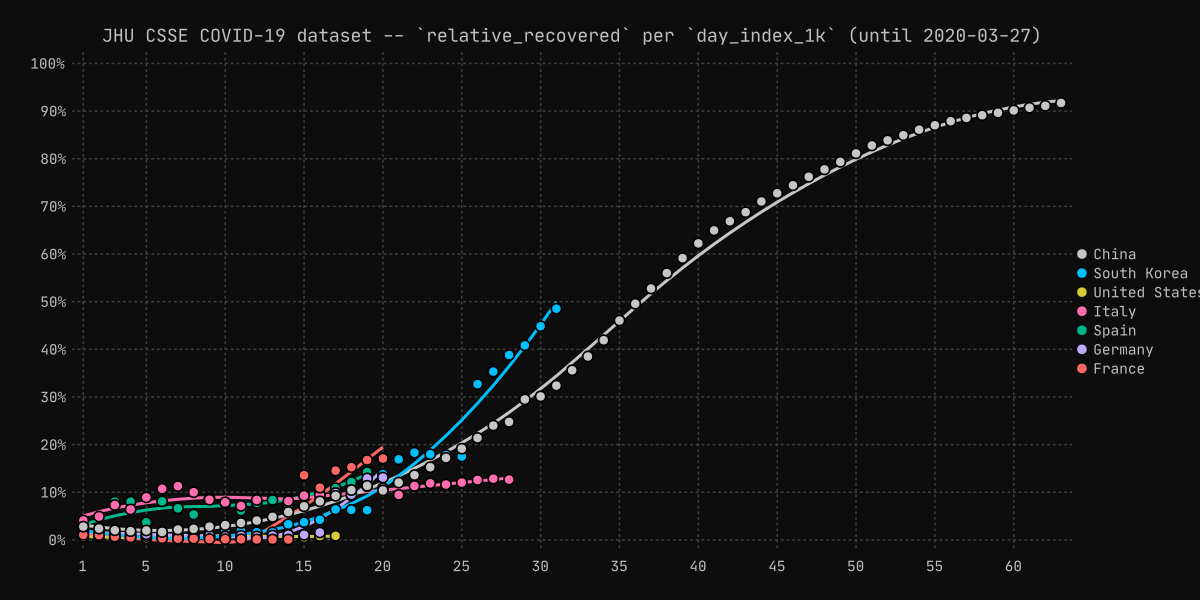 JHU CSSE COVID-19 dataset -- `relative_recovered` per `day_index_1k` (until 2020-03-27)
100%
90%
80%
70%
60%
50%
40%
30%
20%
10%
0%
1 5 10 15 20 25 30 35 40 45 50 55 60
China
South Korea
United States
Italy
Spain
Germany
France